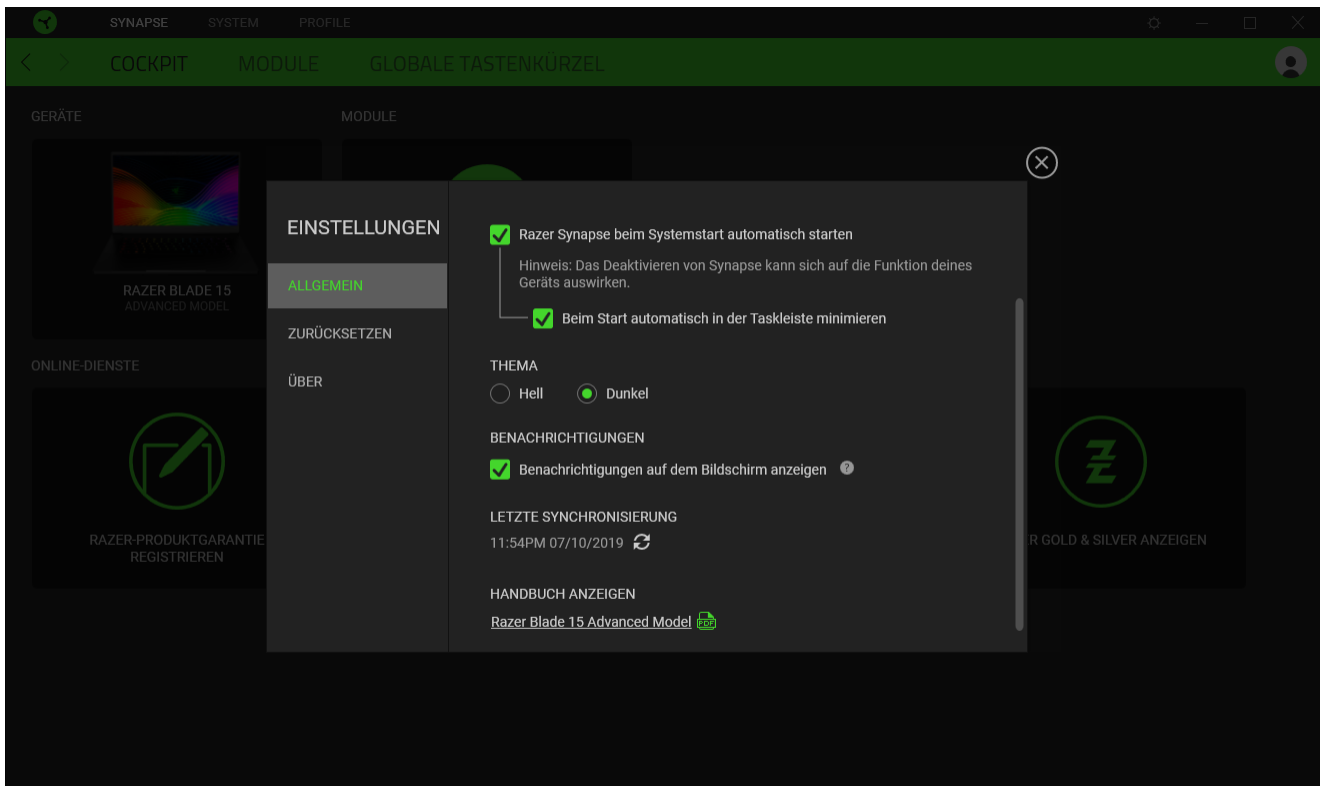 SYNAPSE SYSTEM PROFILE
COCKPIT MODULE GLOBALE TASTENKÜRZEL
GERÄTE MODULE
RAZER BLADE 15
ADVANCED MODEL
ONLINE-DIENSTE
RAZER-PRODUKTGARANTIE
REGISTRIEREN
R GOLD & SILVER ANZEIGEN
EINSTELLUNGEN
ALLGEMEIN
ZURÜCKSETZEN
ÜBER
Razer Synapse beim Systemstart automatisch starten
Hinweis: Das Deaktivieren von Synapse kann sich auf die Funktion deines
Geräts auswirken.
Beim Start automatisch in der Taskleiste minimieren
THEMA
Hell Dunkel
BENACHRICHTIGUNGEN
Benachrichtigungen auf dem Bildschirm anzeigen ?
LETZTE SYNCHRONISIERUNG
11:54PM 07/10/2019
HANDBUCH ANZEIGEN
Razer Blade 15 Advanced Model PDF